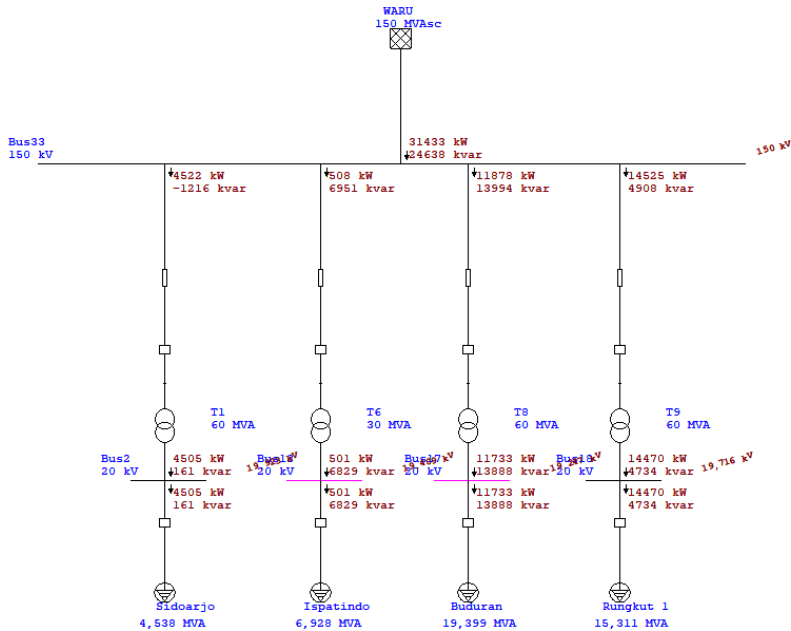 WARU
150 MVAsc
Bus33
150 kV
31433 kW
24638 kvar
150 kV
4522 kW
-1216 kvar
508 kW
6951 kvar
11878 kW
13994 kvar
14525 kW
4908 kvar
T1
60 MVA
T6
30 MVA
T8
60 MVA
T9
60 MVA
Bus2
20 kV
4505 kW
161 kvar
20 kV
501 kW
6829 kvar
Bus17
20 kV
11733 kW
13888 kvar
Bus18
20 kV
14470 kW
4734 kvar
19,716 kV
4505 kW
161 kvar
501 kW
6829 kvar
11733 kW
13888 kvar
14470 kW
4734 kvar
Sidoarjo
4,538 MVA
Ispatindo
6,928 MVA
Buduran
19,399 MVA
Rungkut 1
15,311 MVA